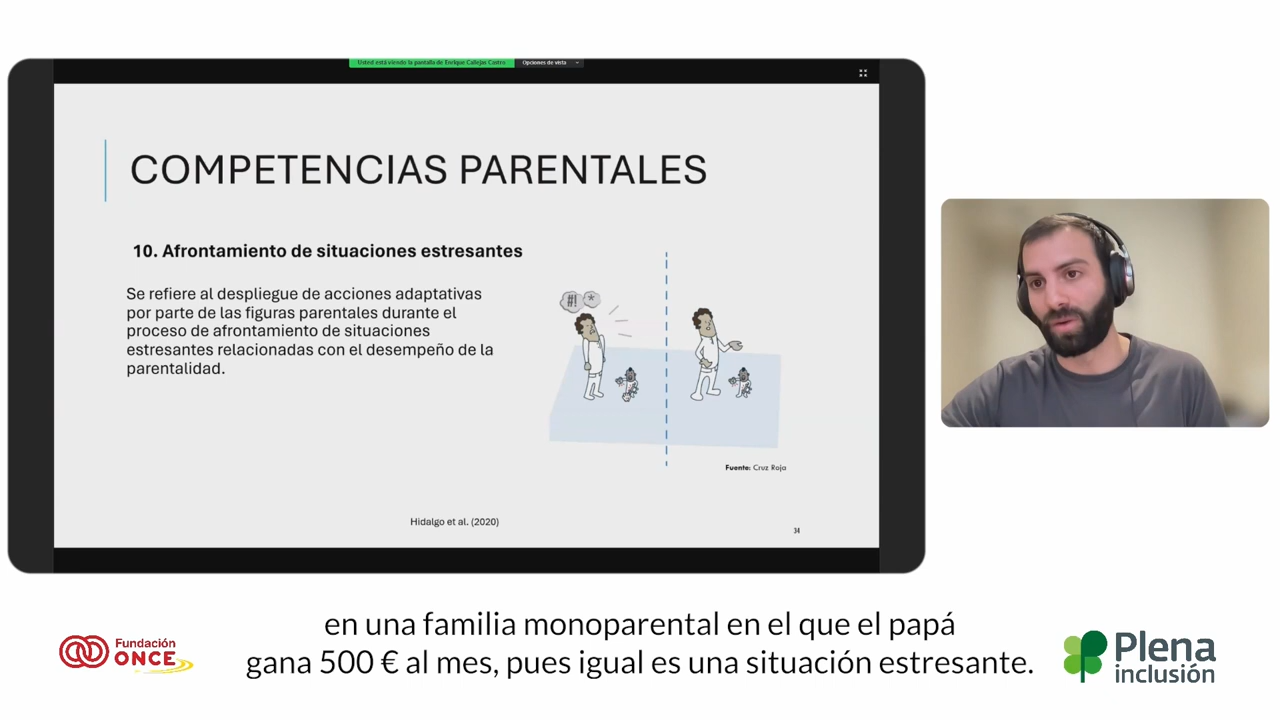 Usted está viendo la pantalla de Enrique Callejas Castro
Opciones de vista
COMPETENCIAS PARENTALES
10. Afrontamiento de situaciones estresantes
Se refiere al despliegue de acciones adaptativas
por parte de las figuras parentales durante el
proceso de afrontamiento de situaciones
estresantes relacionadas con el desempeño de la
parentalidad.
#! *
Fuente: Cruz Roja
Hidalgo et al. (2020)
34
en una familia monoparental en el que el papá
gana 500 € al mes, pues igual es una situación estresante.
Fundación
ONCE
Plena
inclusión